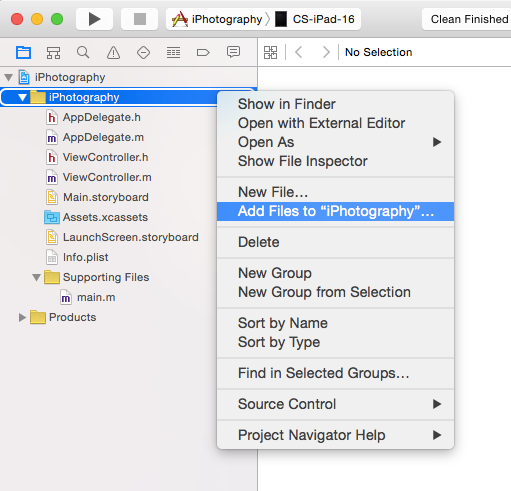 iPhotography
CS-iPad-16
Clean Finished
No Selection
iPhotography
iPhotography
AppDelegate.h
AppDelegate.m
ViewController.h
ViewController.m
Main.storyboard
Assets.xcassets
LaunchScreen.storyboard
Info.plist
Supporting Files
main.m
Products
Show in Finder
Open with External Editor
Open As
Show File Inspector
New File...
Add Files to “iPhotography”...
Delete
New Group
New Group from Selection
Sort by Name
Sort by Type
Find in Selected Groups...
Source Control
Project Navigator Help